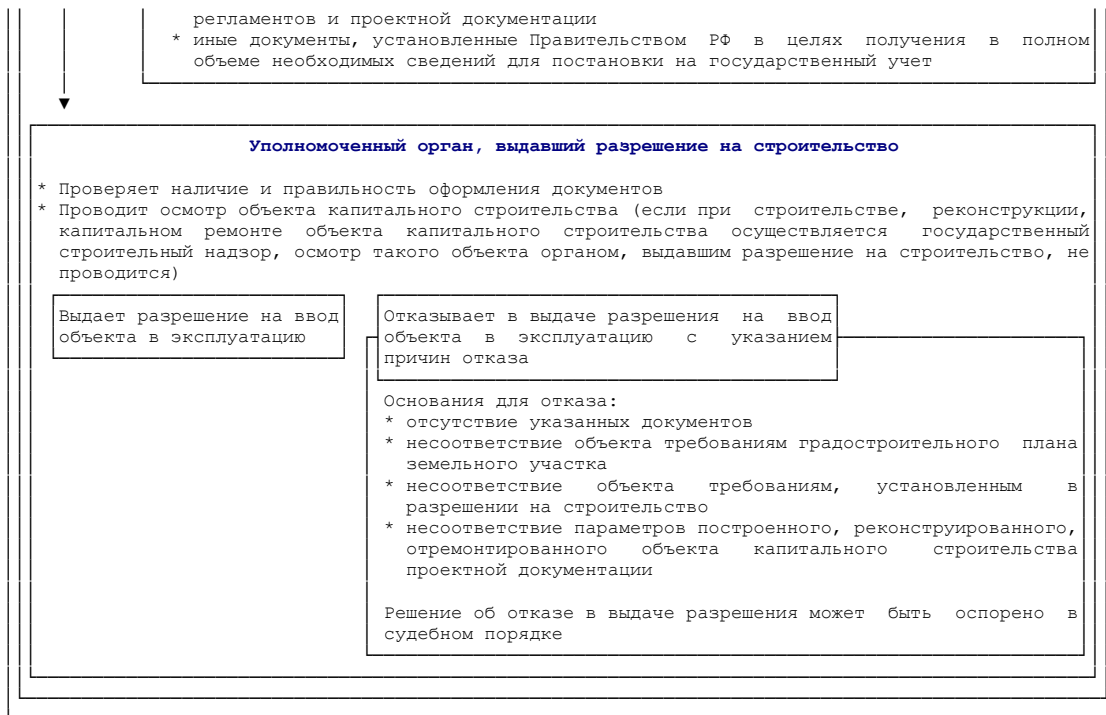 регламентов и проектной документации
* иные документы, установленные Правительством РФ в целях получения в полном
объеме необходимых сведений для постановки на государственный учет
Уполномоченный орган, выдавший разрешение на строительство
* Проверяет наличие и правильность оформления документов
* Проводит осмотр объекта капитального строительства (если при строительстве, реконструкции,
капитальном ремонте объекта капитального строительства осуществляется государственный
строительный надзор, осмотр такого объекта органом, выдавшим разрешение на строительство, не
проводится)
Выдает разрешение на ввод
объекта в эксплуатацию
Отказывает в выдаче разрешения на ввод
объекта в эксплуатацию с указанием
причин отказа
Основания для отказа:
* отсутствие указанных документов
* несоответствие объекта требованиям градостроительного плана
земельного участка
* несоответствие объекта требованиям, установленным в
разрешении на строительство
* несоответствие параметров построенного, реконструированного,
отремонтированного объекта капитального строительства
проектной документации
Решение об отказе в выдаче разрешения может быть оспорено в
судебном порядке